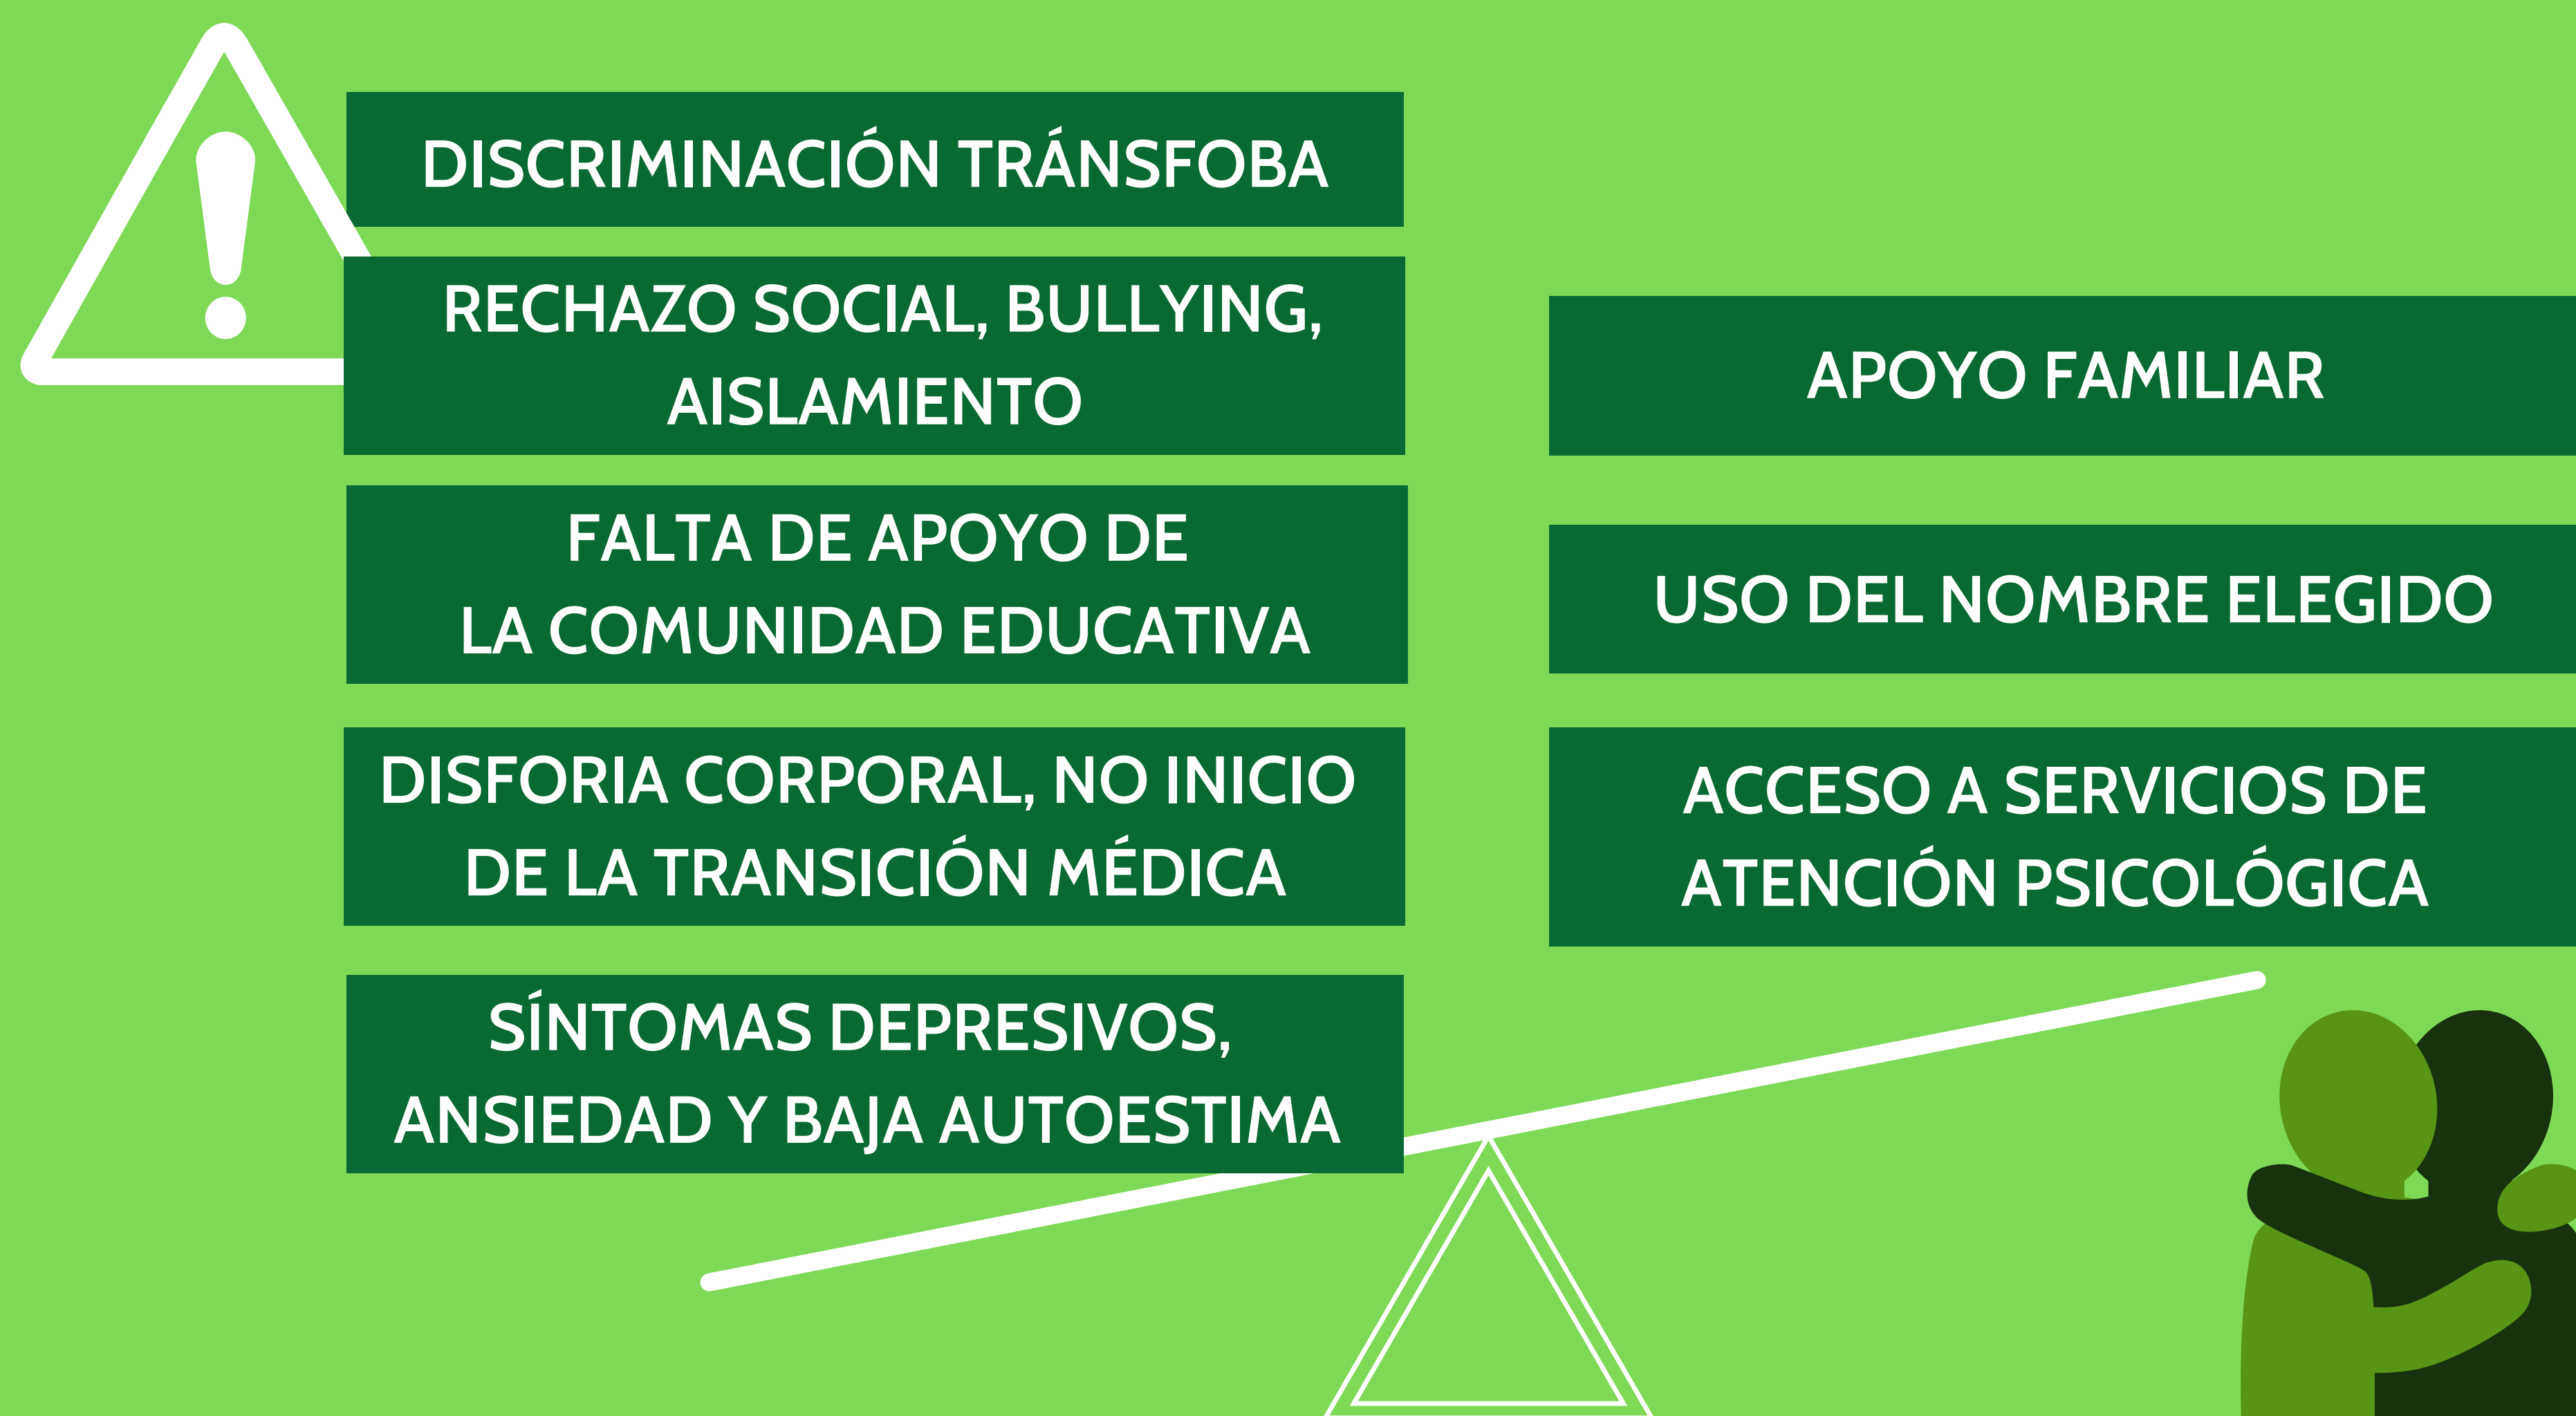 DISCRIMINACIÓN TRÁNSFOBA
RECHAZO SOCIAL, BULLYING,
AISLAMIENTO
FALTA DE APOYO DE
LA COMUNIDAD EDUCATIVA
DISFORIA CORPORAL, NO INICIO
DE LA TRANSICIÓN MÉDICA
SÍNTOMAS DEPRESIVOS,
ANSIEDAD Y BAJA AUTOESTIMA
APOYO FAMILIAR
USO DEL NOMBRE ELEGIDO
ACCESO A SERVICIOS DE
ATENCIÓN PSICOLÓGICA